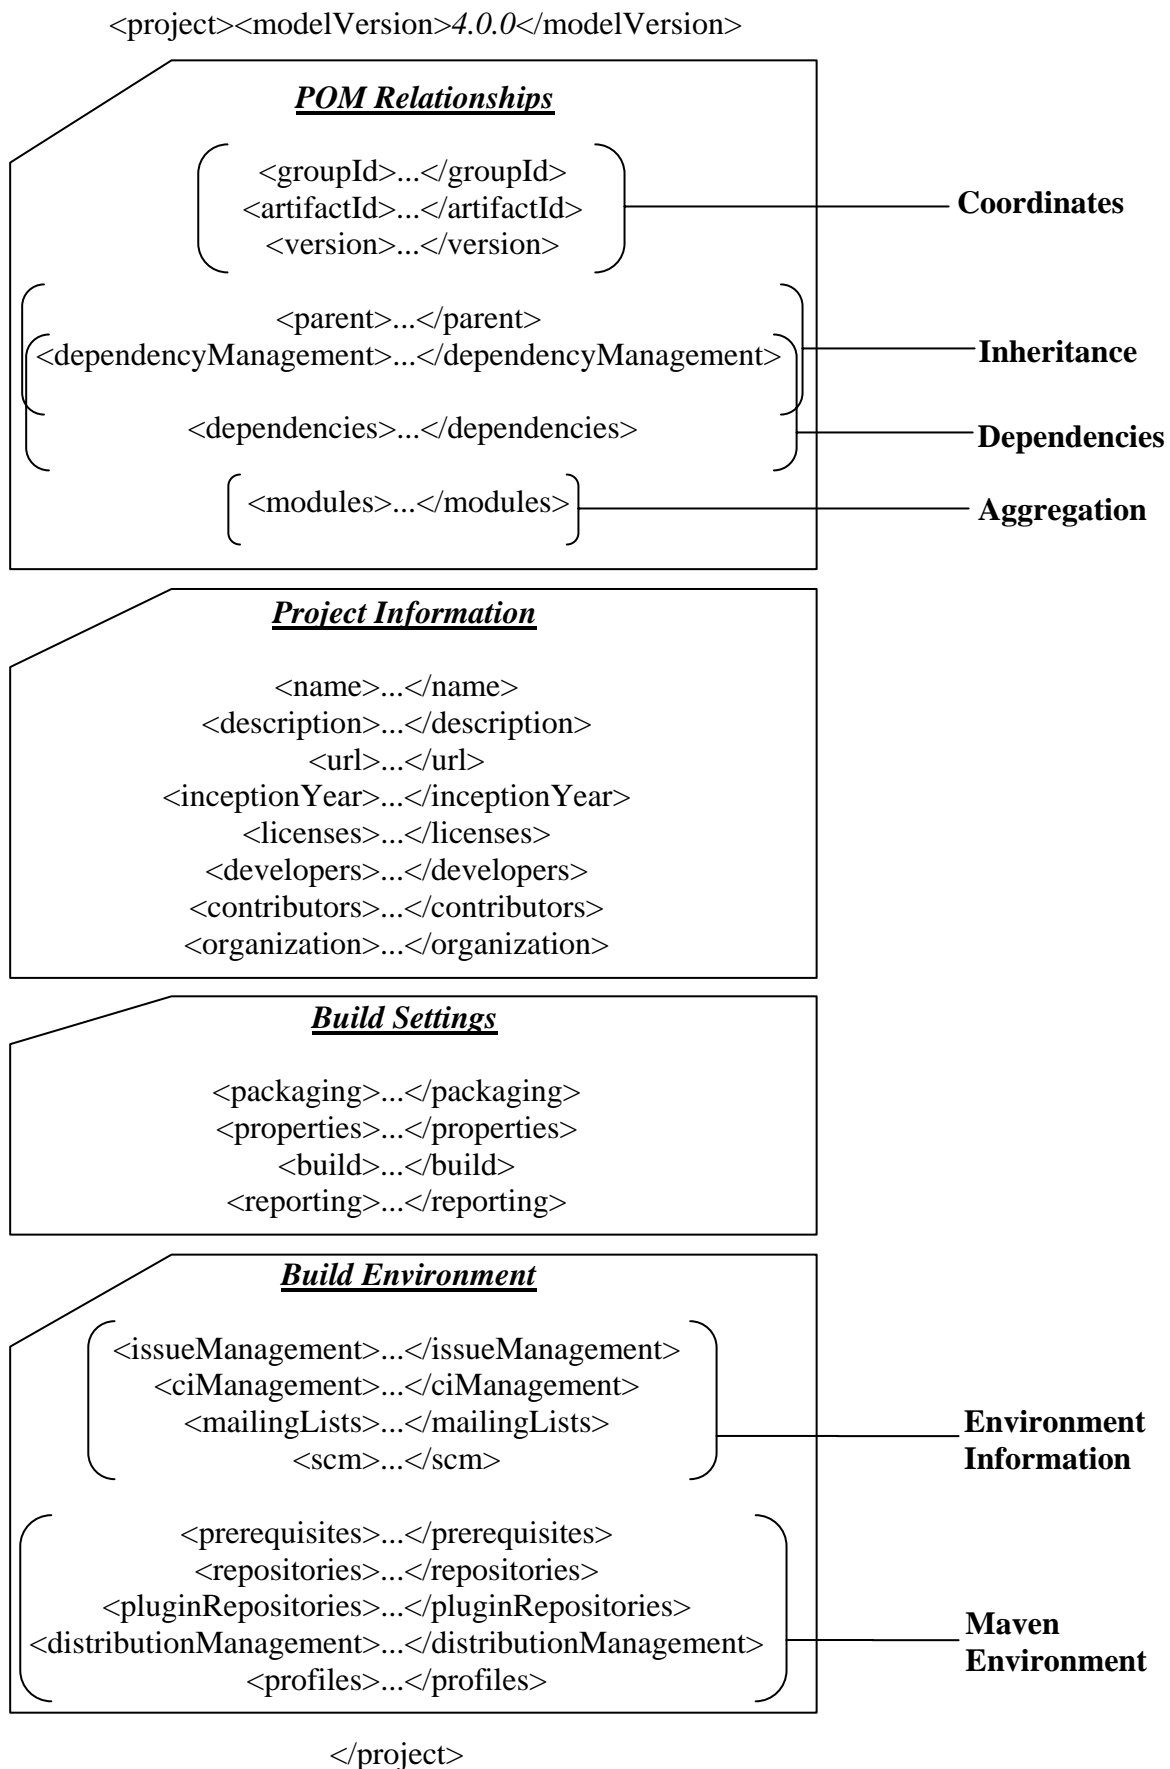 <project><modelVersion>4.0.0</modelVersion>
POM Relationships
<groupId>...</groupId>
<artifactId>...</artifactId>
<version>...</version>
Coordinates
<parent>...</parent>
<dependencyManagement>...</dependencyManagement>
Inheritance
<dependencies>...</dependencies>
Dependencies
<modules>...</modules>
Aggregation
Project Information
<name>...</name>
<description>...</description>
<url>...</url>
<inceptionYear>...</inceptionYear>
<licenses>...</licenses>
<developers>...</developers>
<contributors>...</contributors>
<organization>...</organization>
Build Settings
<packaging>...</packaging>
<properties>...</properties>
<build>...</build>
<reporting>...</reporting>
Build Environment
<issueManagement>...</issueManagement>
<ciManagement>...</ciManagement>
<mailingLists>...</mailingLists>
<scm>...</scm>
Environment
Information
<prerequisites>...</prerequisites>
<repositories>...</repositories>
<pluginRepositories>...</pluginRepositories>
<distributionManagement>...</distributionManagement>
<profiles>...</profiles>
Maven
Environment
</project>